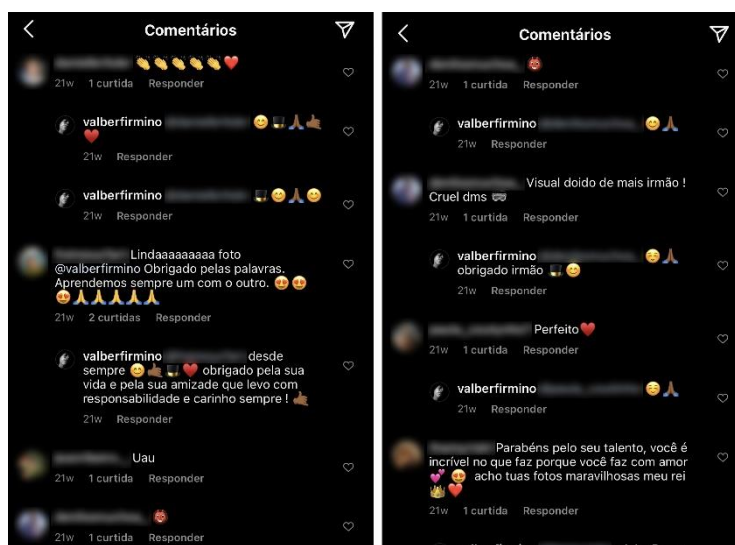 Comentários
👏👏👏👏👏❤️
21w 1 curtida Responder
valberfirmino 😊🎩🙏🏾🤙🏾
❤️
21w Responder
valberfirmino 🎩😊🙏🏾😊
21w Responder
Lindaaaaaaaaa foto
@valberfirmino Obrigado pelas palavras.
Aprendemos sempre um com o outro. 😍😍
😍🙏🙏🙏🙏🙏
21w 2 curtidas Responder
valberfirmino desde
sempre 😊🤙🏾🎩❤️ obrigado pela sua
vida e pela sua amizade que levo com
responsabilidade e carinho sempre ! 🤙🏾
21w Responder
Uau
21w 1 curtida Responder
👹
21w 1 curtida Responder
Comentários
👹
21w 1 curtida Responder
valberfirmino 😊🙏🏾
21w Responder
Visual doido de mais irmão !
Cruel dms
21w 1 curtida Responder
valberfirmino ☺️🙏🏾
obrigado irmão 🎩😊
21w Responder
Perfeito❤️
21w 1 curtida Responder
valberfirmino ☺️🙏🏾
21w Responder
Parabéns pelo seu talento, você é
incrível no que faz porque você faz com amor
💕😍 acho tuas fotos maravilhosas meu rei
👑❤️
21w 1 curtida Responder